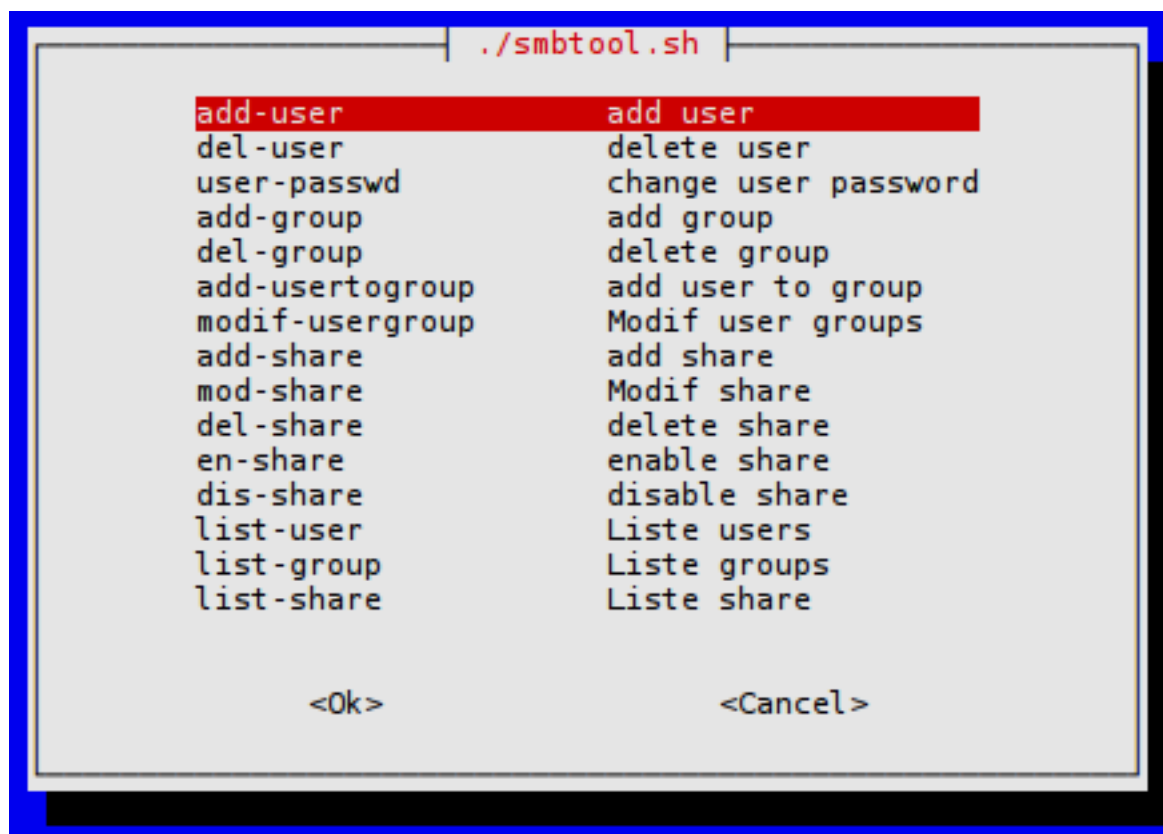 ./smbtool.sh
add-user add user
del-user delete user
user-passwd change user password
add-group add group
del-group delete group
add-usertogroup add user to group
modif-usergroup Modif user groups
add-share add share
mod-share Modif share
del-share delete share
en-share enable share
dis-share disable share
list-user Liste users
list-group Liste groups
list-share Liste share
<Ok> <Cancel>